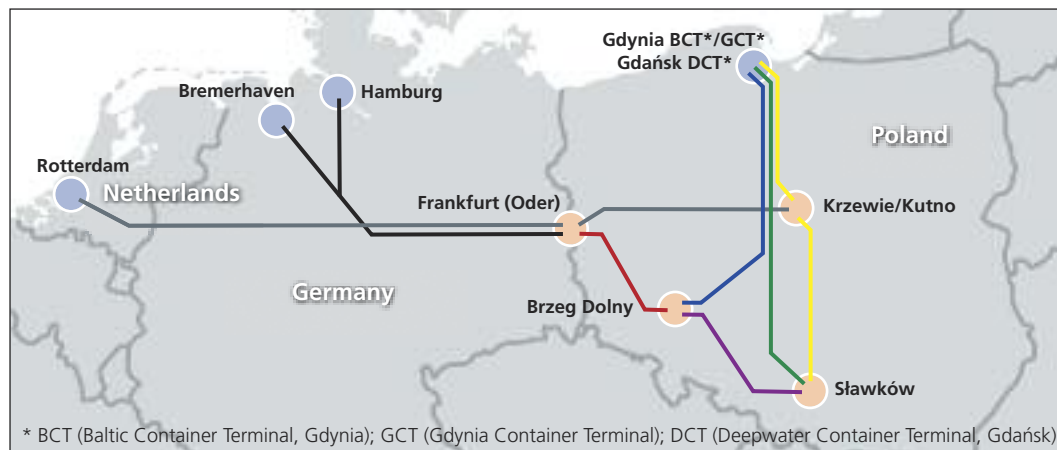 Gdynia BCT*/GCT*
Gdańsk DCT*
Bremerhaven
Hamburg
Poland
Rotterdam
Netherlands
Frankfurt (Oder)
Krzewie/Kutno
Germany
Brzeg Dolny
Sławków
* BCT (Baltic Container Terminal, Gdynia); GCT (Gdynia Container Terminal); DCT (Deepwater Container Terminal, Gdańsk)